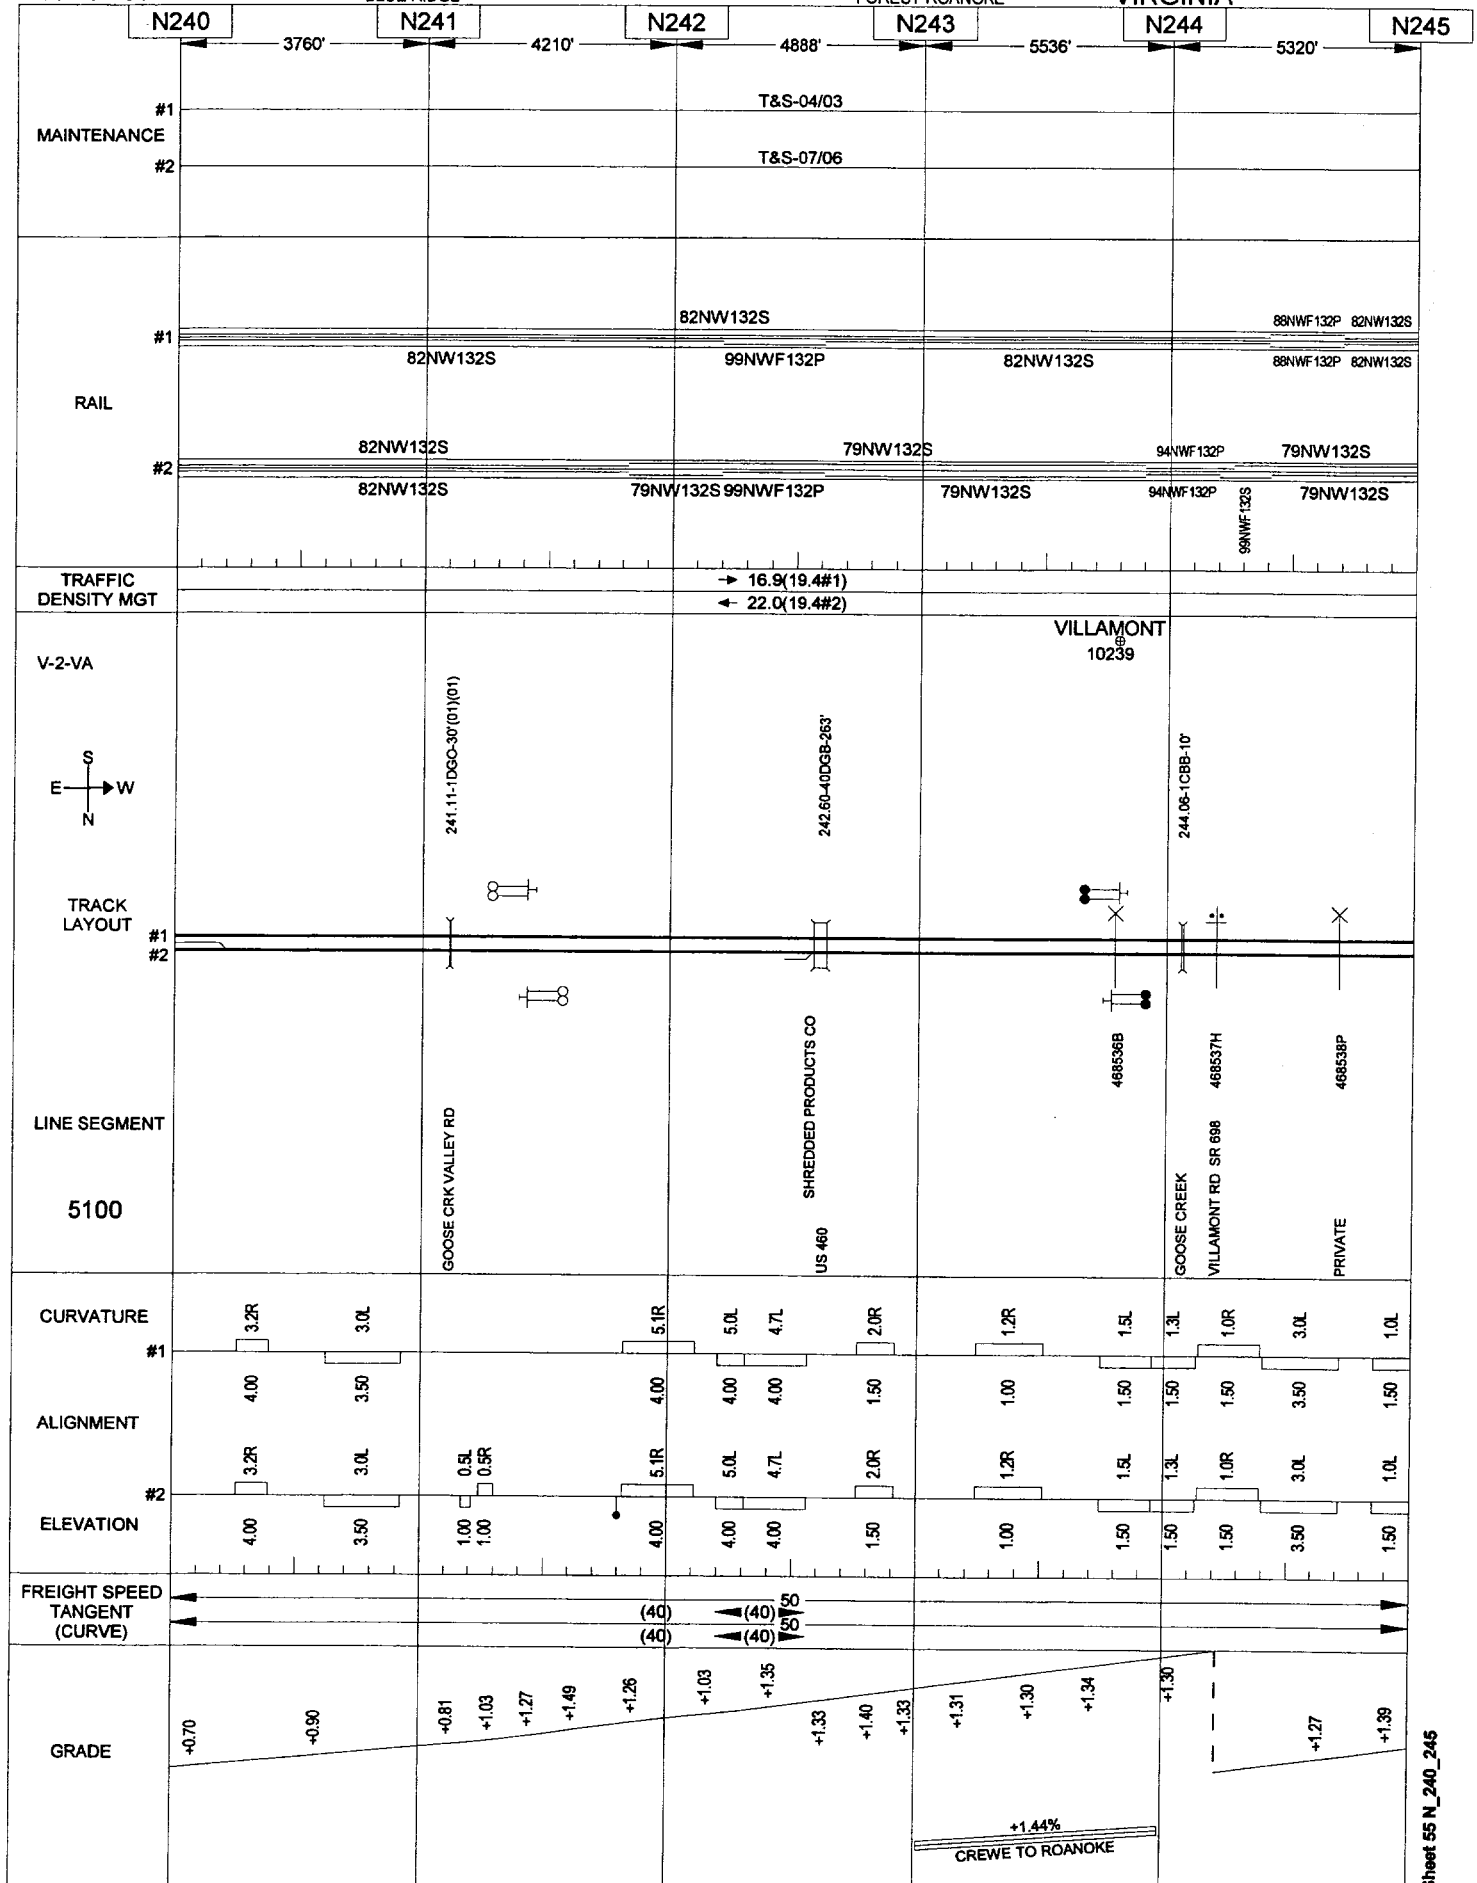 VIRGINIA
N240 N241 N242 N243 N244 N245
3760' 4210' 4888' 5536' 5320'
MAINTENANCE
#1 T&S-04/03
#2 T&S-07/06
RAIL
82NW132S 88NWF132P 82NW132S
#1
82NW132S 99NWF132P 82NW132S 88NWF132P 82NW132S
82NW132S 79NW132S 94NWF132P 79NW132S
#2
82NW132S 79NW132S 99NWF132P 79NW132S 94NWF132P 99NWF132S 79NW132S
TRAFFIC
DENSITY MGT
→ 16.9(19.4#1)
← 22.0(19.4#2)
V-2-VA
VILLAMONT
10239
S
E W
N
241.11-1DGO-30'(01)(01)
242.60-40DGB-263'
244.06-1CBB-10'
TRACK
LAYOUT
#1
#2
LINE SEGMENT
5100
GOOSE CRK VALLEY RD
SHREDDED PRODUCTS CO
US 460
468536B
GOOSE CREEK
VILLAMONT RD SR 698 468537H
PRIVATE 468538P
CURVATURE
3.2R 3.0L 5.1R 5.0L 4.7L 2.0R 1.2R 1.5L 1.3L 1.0R 3.0L 1.0L
#1
4.00 3.50 4.00 4.00 4.00 1.50 1.00 1.50 1.50 1.50 3.50 1.50
ALIGNMENT
3.2R 3.0L 0.5L 0.5R 5.1R 5.0L 4.7L 2.0R 1.2R 1.5L 1.3L 1.0R 3.0L 1.0L
#2
ELEVATION
4.00 3.50 1.00 1.00 4.00 4.00 4.00 1.50 1.00 1.50 1.50 1.50 3.50 1.50
FREIGHT SPEED
TANGENT
(CURVE)
50
(40) (40)
50
(40) (40)
GRADE
+0.70 +0.90 +0.81 +1.03 +1.27 +1.49 +1.26 +1.03 +1.35 +1.33 +1.40 +1.33 +1.31 +1.30 +1.34 +1.30 +1.27 +1.39
+1.44%
CREWE TO ROANOKE
Sheet 55 N_240_245